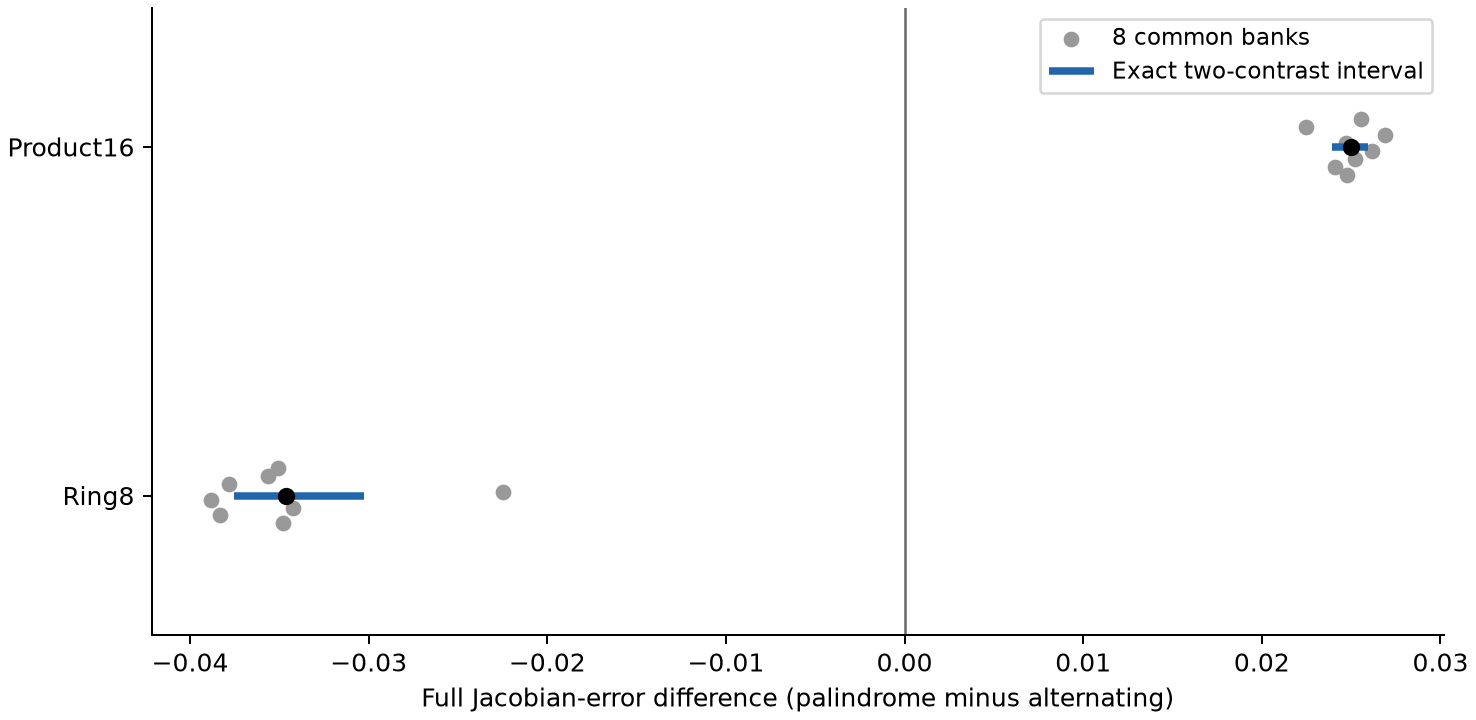 8 common banks
Exact two-contrast interval
Product16
Ring8
−0.04 −0.03 −0.02 −0.01 0.00 0.01 0.02 0.03
Full Jacobian-error difference (palindrome minus alternating)